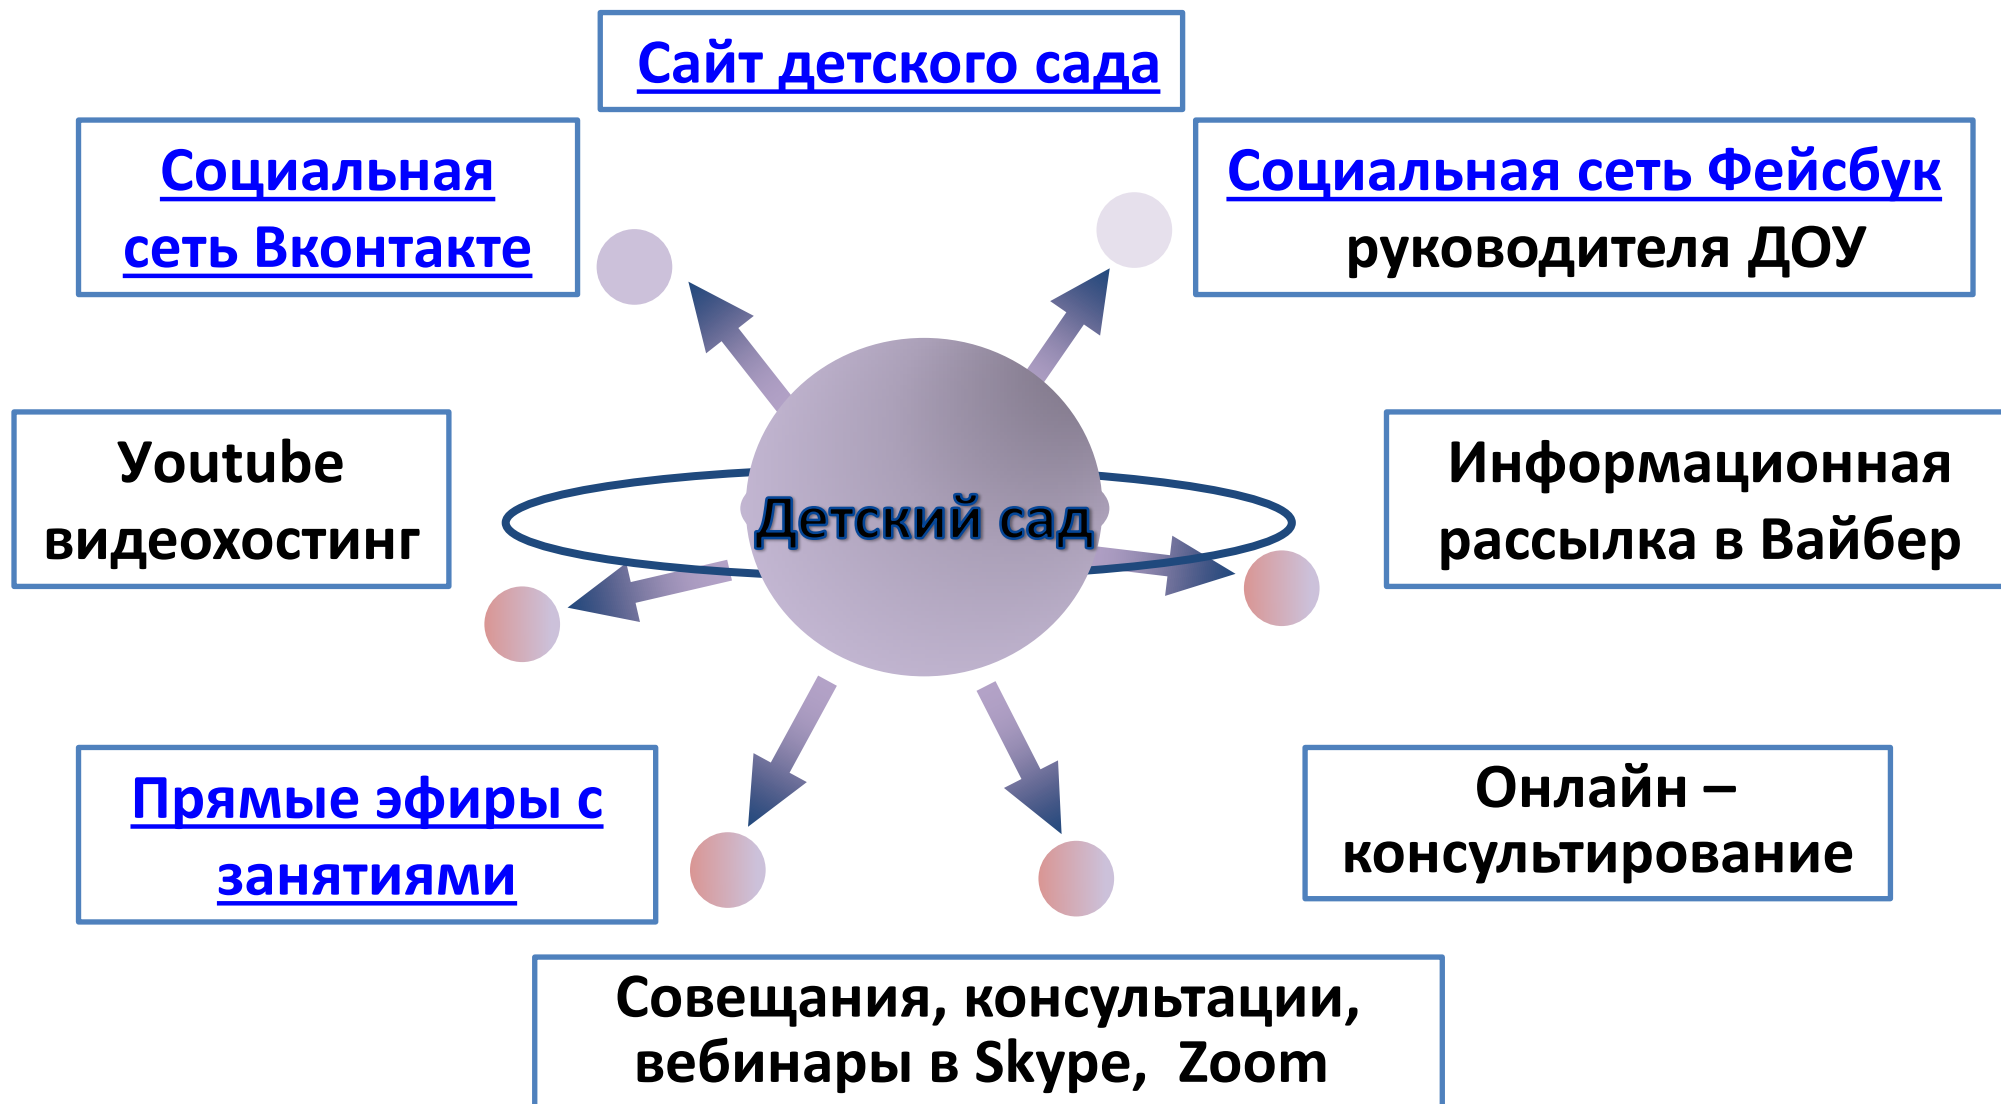 Сайт детского сада
Социальная
сеть Вконтакте
Социальная сеть Фейсбук
руководителя ДОУ
Youtube
видеохостинг
Детский сад
Информационная
рассылка в Вайбер
Прямые эфиры с
занятиями
Онлайн –
консультирование
Совещания, консультации,
вебинары в Skype, Zoom